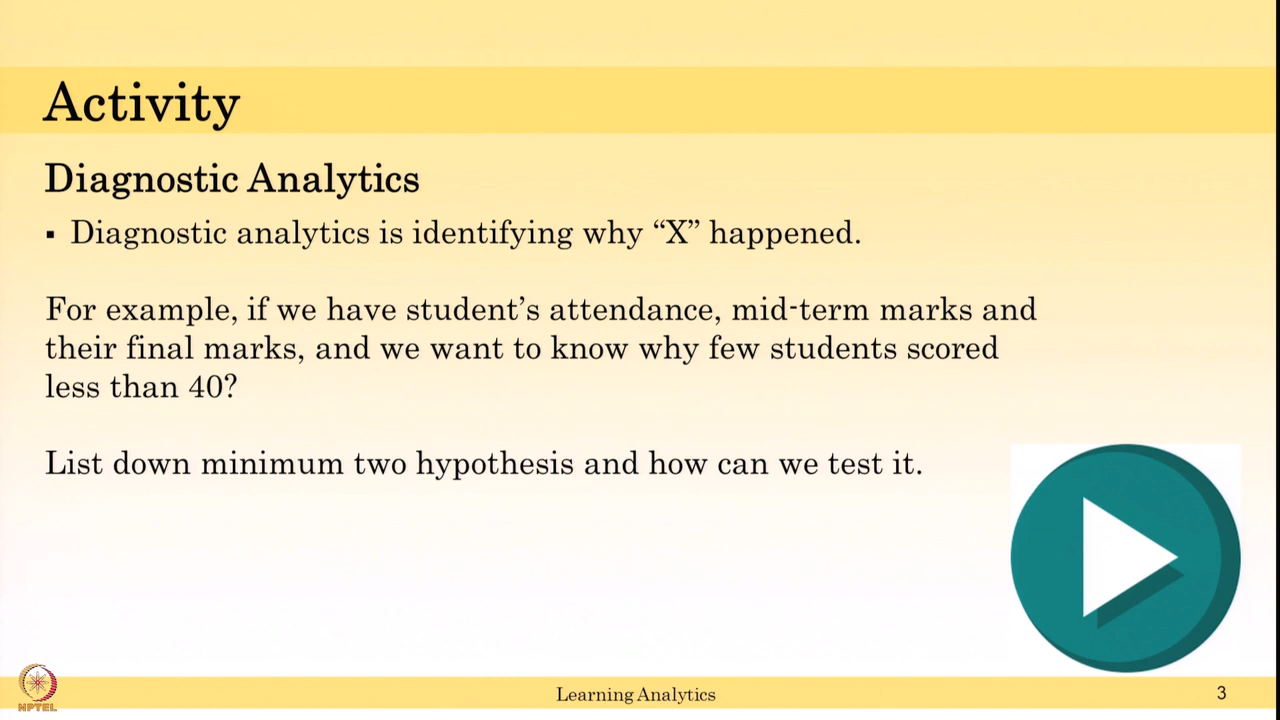 Activity
Diagnostic Analytics
▪ Diagnostic analytics is identifying why “X” happened.
For example, if we have student’s attendance, mid-term marks and
their final marks, and we want to know why few students scored
less than 40?
List down minimum two hypothesis and how can we test it.
NPTEL
Learning Analytics
3